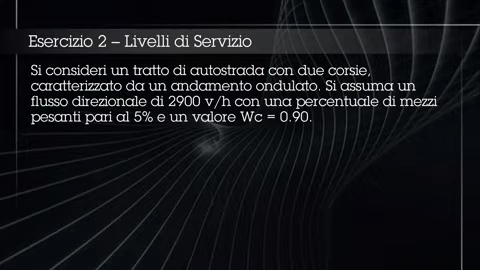 Esercizio 2 – Livelli di Servizio
Si consideri un tratto di autostrada con due corsie,
caratterizzato da un andamento ondulato. Si assuma un
flusso direzionale di 2900 v/h con una percentuale di mezzi
pesanti pari al 5% e un valore Wc = 0.90.